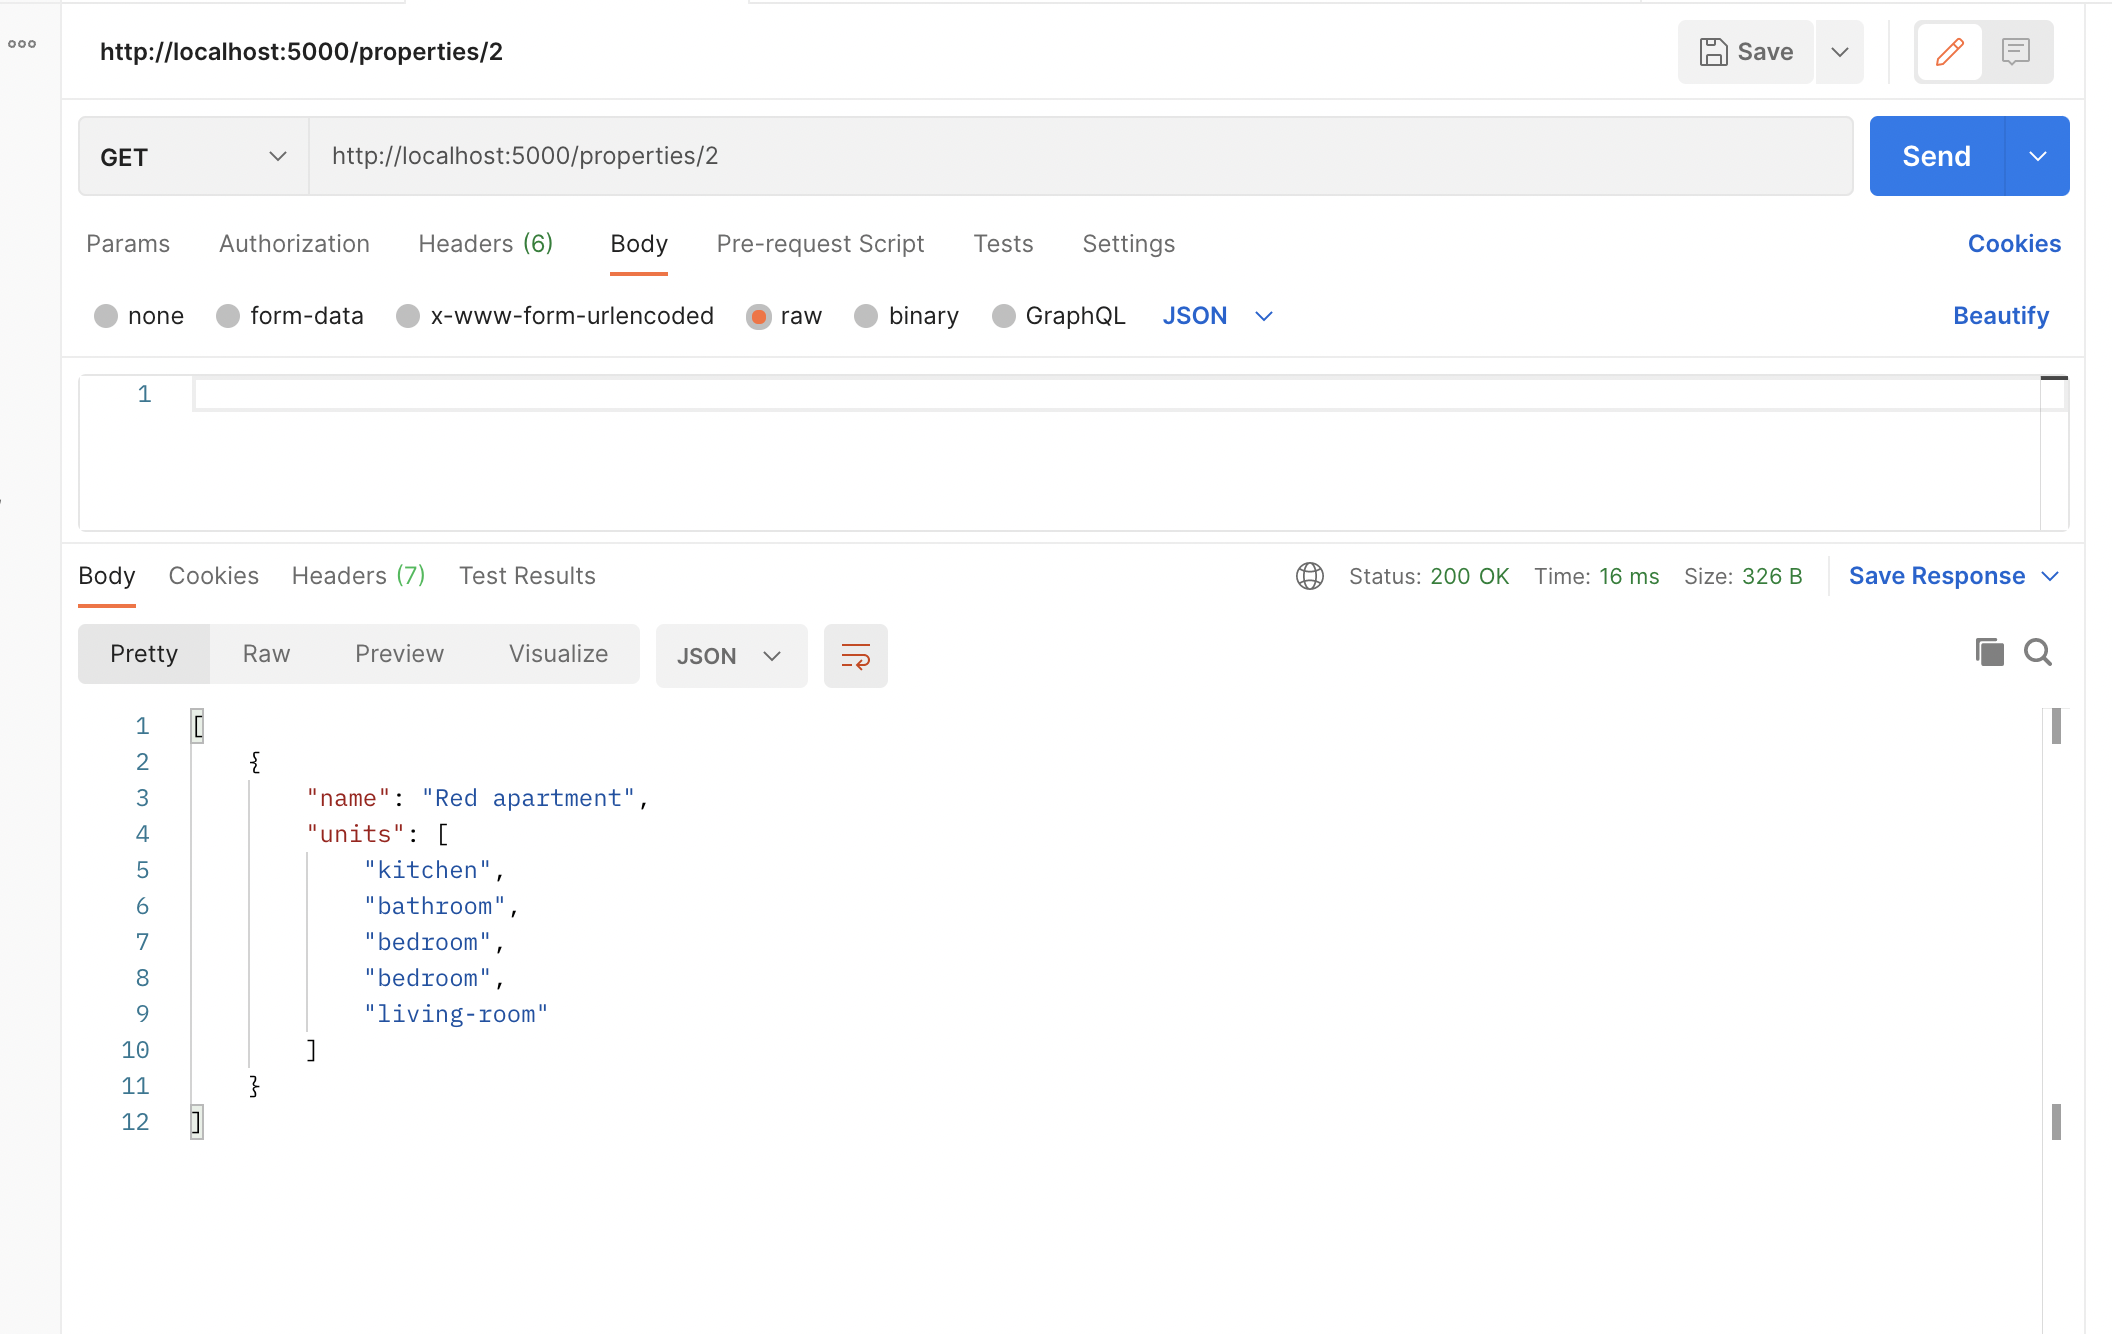 http://localhost:5000/properties/2 Save
GET http://localhost:5000/properties/2 Send
Params Authorization Headers (6) Body Pre-request Script Tests Settings Cookies
none form-data x-www-form-urlencoded raw binary GraphQL JSON Beautify
1
Body Cookies Headers (7) Test Results Status: 200 OK Time: 16 ms Size: 326 B Save Response
Pretty Raw Preview Visualize JSON
1 [
2 {
3 "name": "Red apartment",
4 "units": [
5 "kitchen",
6 "bathroom",
7 "bedroom",
8 "bedroom",
9 "living-room"
10 ]
11 }
12 ]